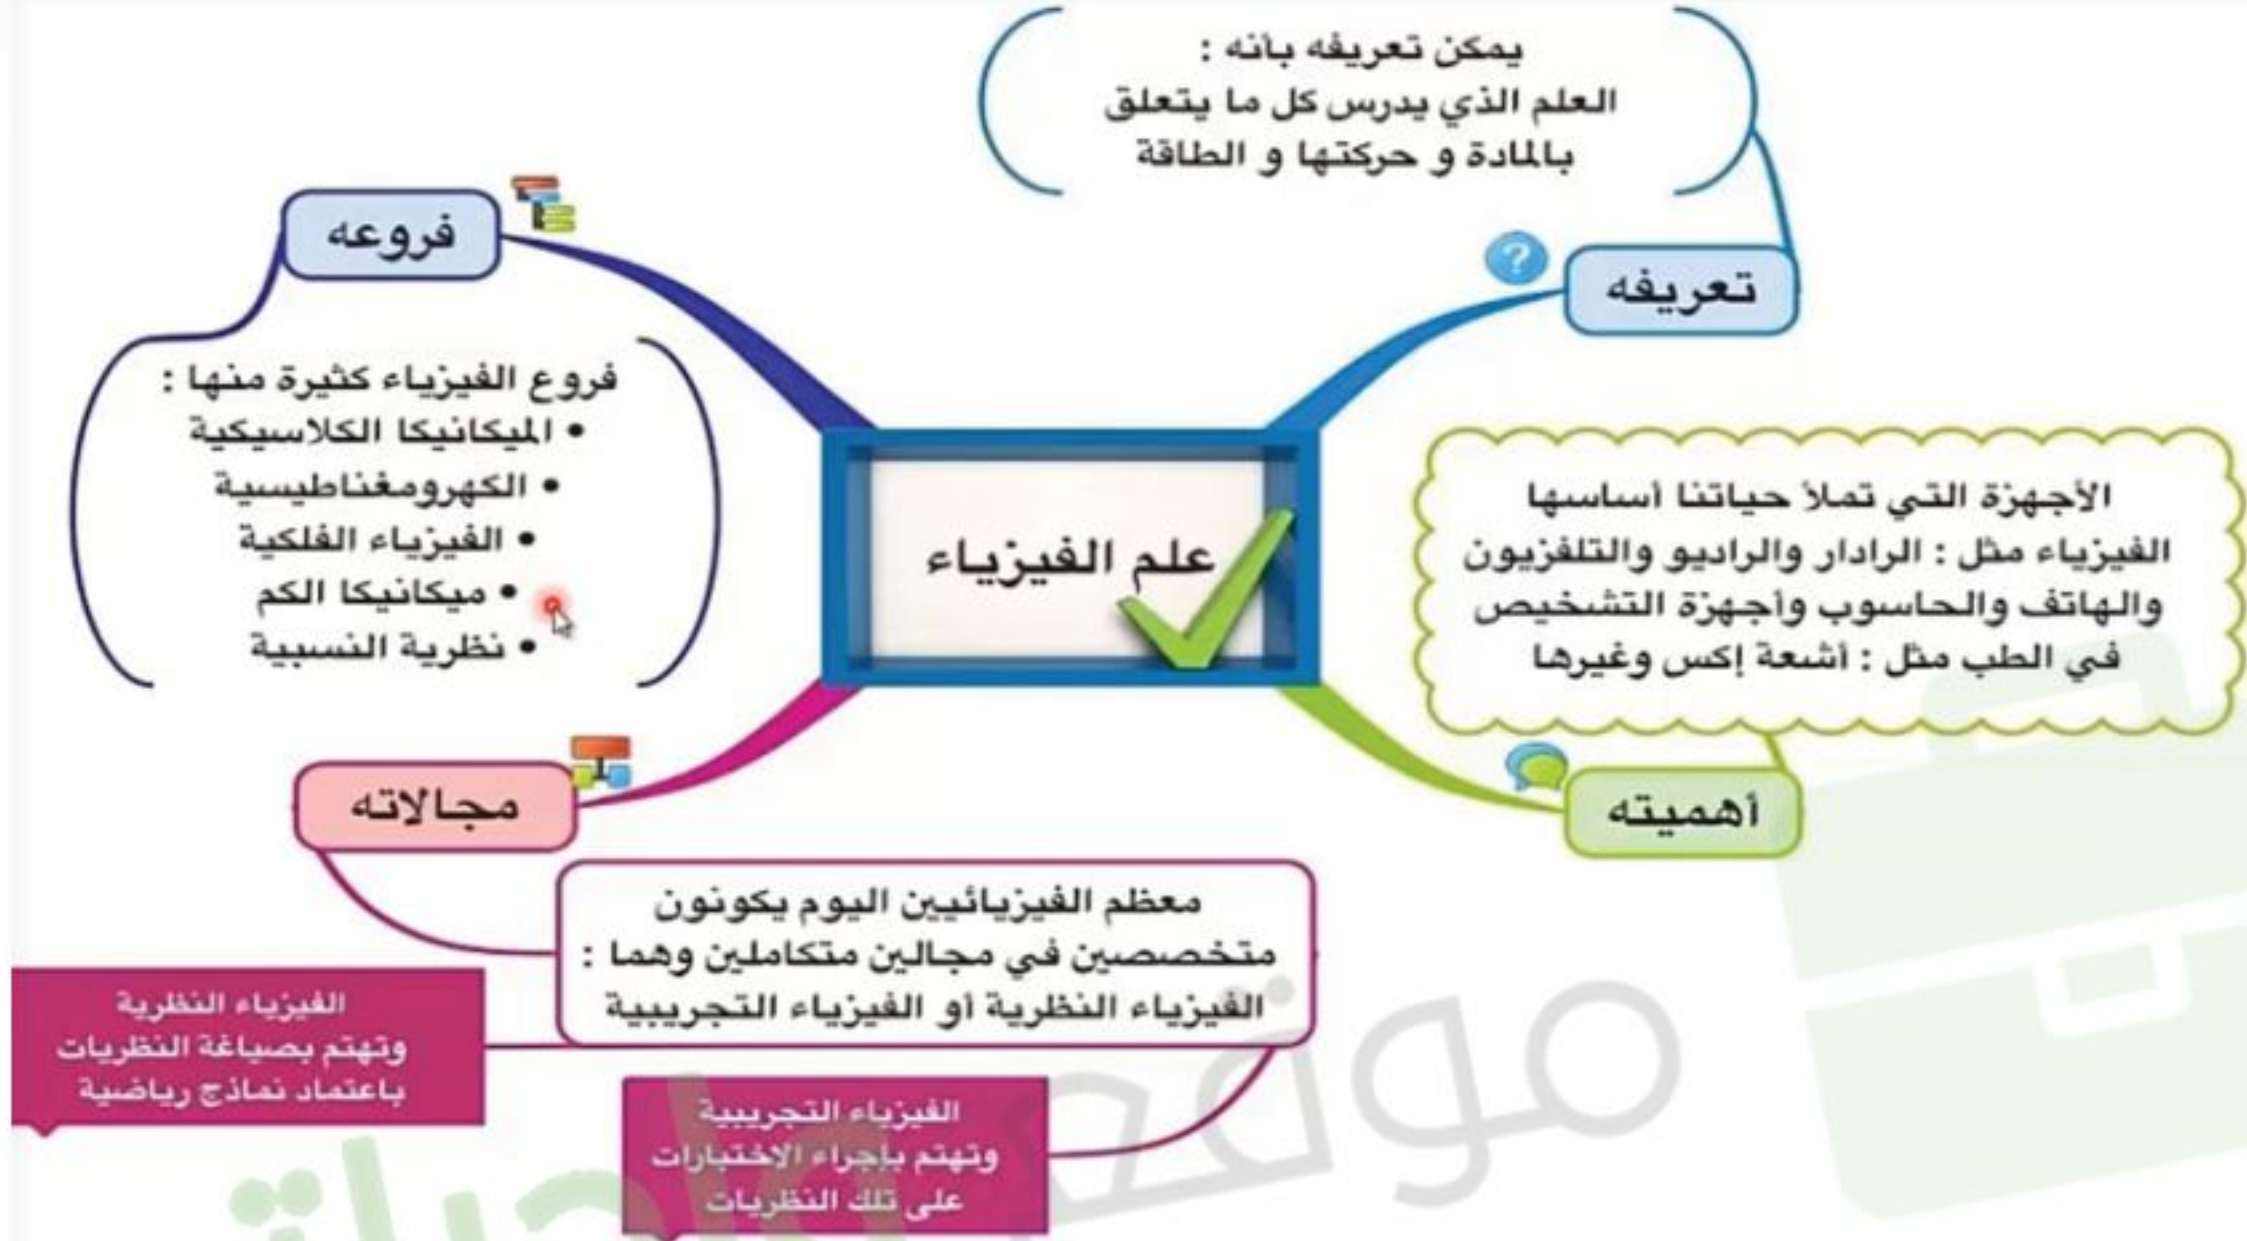 علم الفيزياء
تعريفه
يمكن تعريفه بأنه :
العلم الذي يدرس كل ما يتعلق
بالمادة و حركتها و الطاقة
أهميته
الأجهزة التي تملأ حياتنا أساسها
الفيزياء مثل : الرادار والراديو والتلفزيون
والهاتف والحاسوب وأجهزة التشخيص
في الطب مثل : أشعة إكس وغيرها
فروعه
فروع الفيزياء كثيرة منها :
• الميكانيكا الكلاسيكية
• الكهرومغناطيسية
• الفيزياء الفلكية
• ميكانيكا الكم
• نظرية النسبية
مجالاته
معظم الفيزيائيين اليوم يكونون
متخصصين في مجالين متكاملين وهما :
الفيزياء النظرية أو الفيزياء التجريبية
الفيزياء النظرية
وتهتم بصياغة النظريات
باعتماد نماذج رياضية
الفيزياء التجريبية
وتهتم بإجراء الاختبارات
على تلك النظريات
موقع